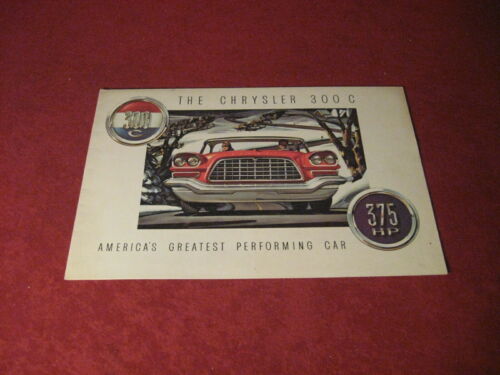 THE CHRYSLER 300 C
300
C
375
HP
AMERICA'S GREATEST PERFORMING CAR